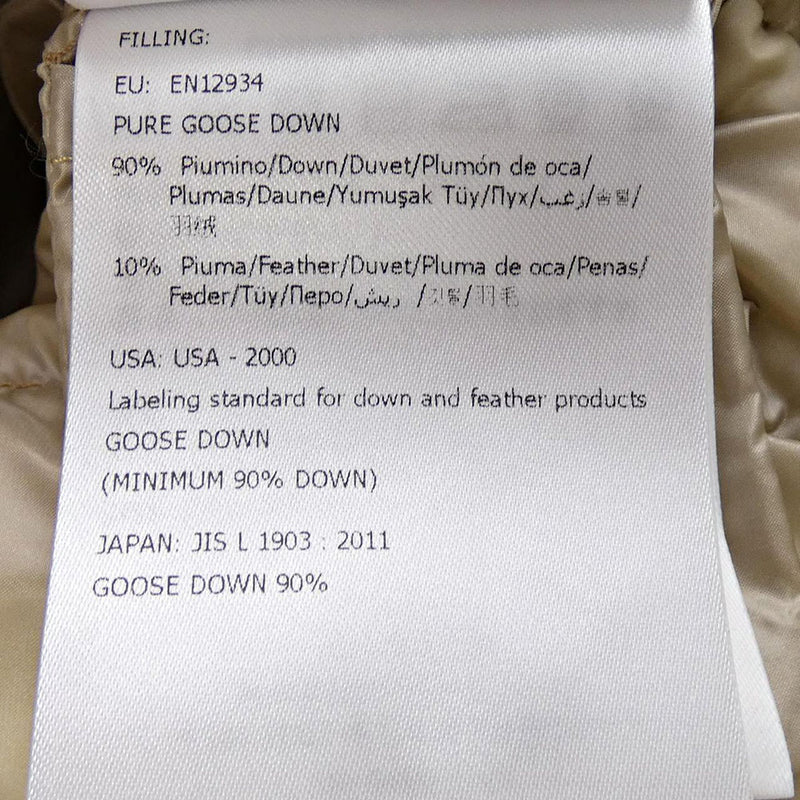 FILLING:
EU: EN12934
PURE GOOSE DOWN
90% Piumino/Down/Duvet/Plumón de oca/
Plumas/Daune/Yumuşak Tüy/Пух/زغب/솜털/
羽绒
10% Piuma/Feather/Duvet/Pluma de oca/Penas/
Feder/Tüy/Перо/ريش /깃털/羽毛
USA: USA - 2000
Labeling standard for down and feather products
GOOSE DOWN
(MINIMUM 90% DOWN)
JAPAN: JIS L 1903 : 2011
GOOSE DOWN 90%